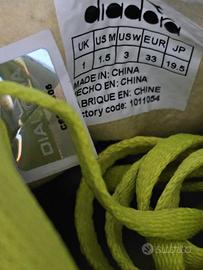 diadora
UK
US M
US W
EUR
JP
1
1.5
3
33
19.5
MADE IN: CHINA
HECHO EN: CHINA
FABRIQUE EN: CHINE
factory code: 1011054
DIADORA
SUBITO